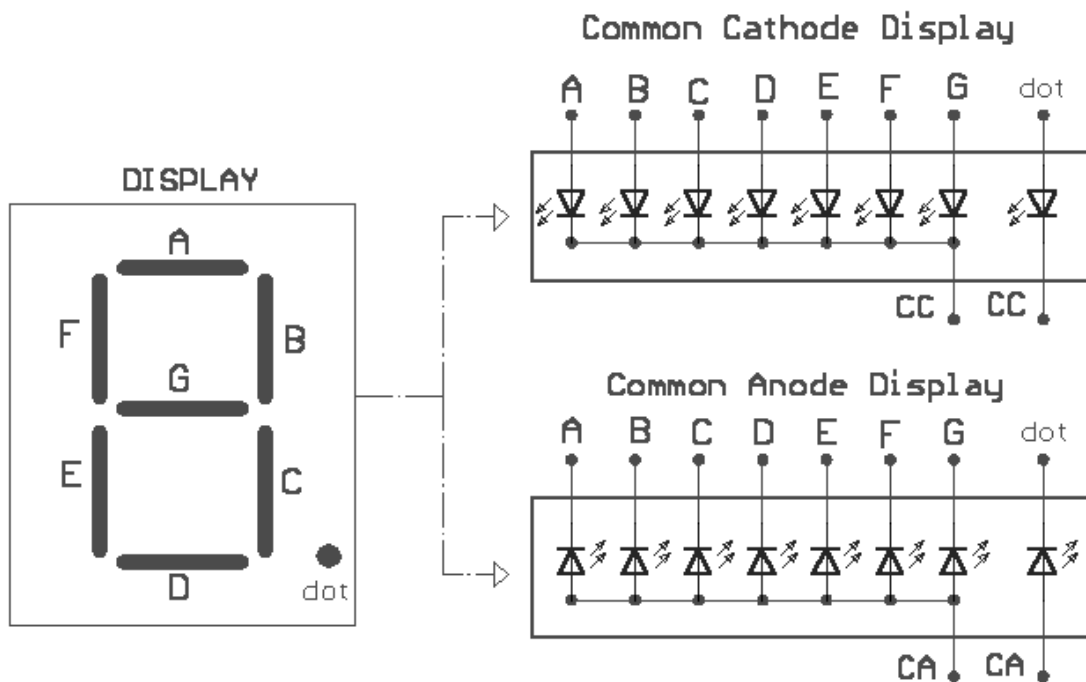 Common Cathode Display
A B C D E F G dot
CC CC
DISPLAY
A
F
B
G
E
C
D
dot
Common Anode Display
A B C D E F G dot
CA CA